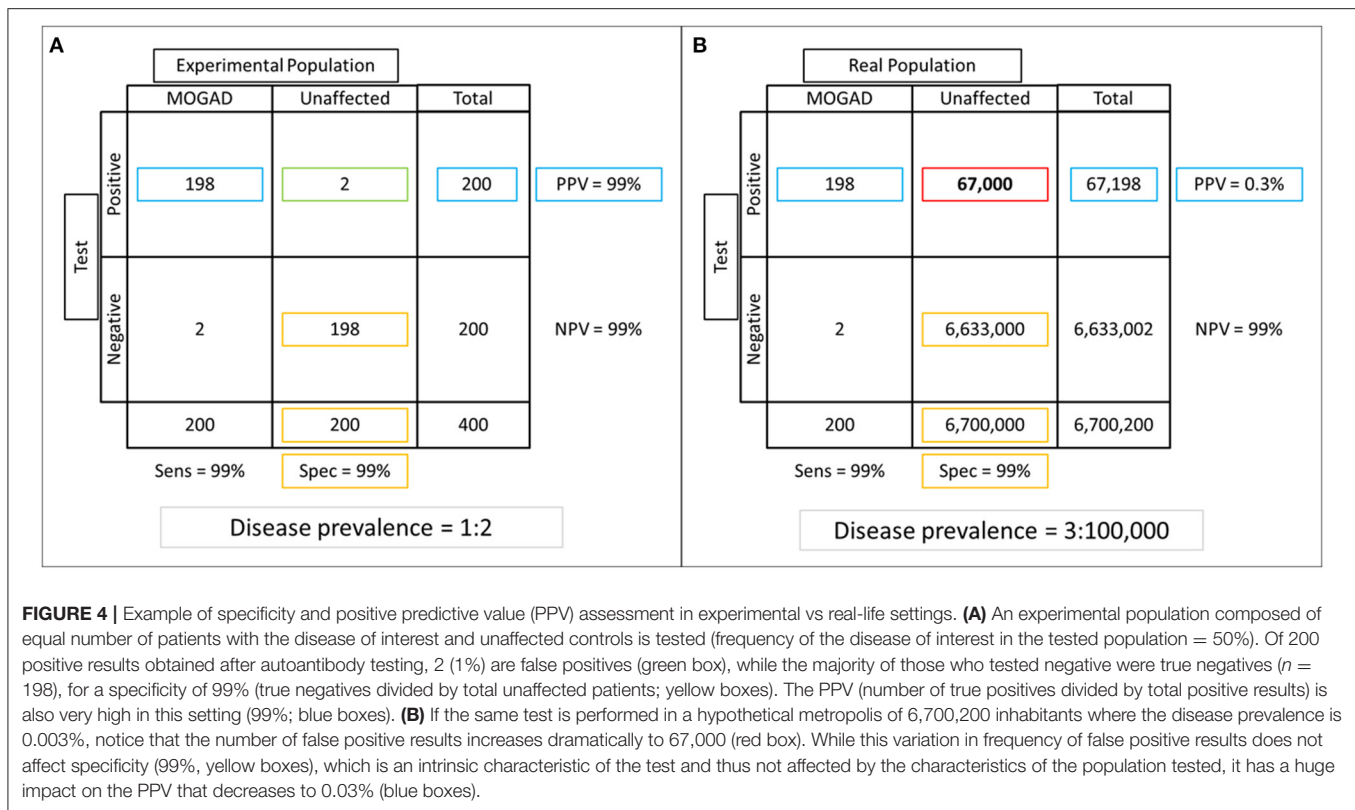 A
Experimental Population
MOGAD Unaffected Total
Test
Positive
198 2 200 PPV = 99%
Negative
2 198 200 NPV = 99%
200 200 400
Sens = 99% Spec = 99%
Disease prevalence = 1:2
B
Real Population
MOGAD Unaffected Total
Test
Positive
198 67,000 67,198 PPV = 0.3%
Negative
2 6,633,000 6,633,002 NPV = 99%
200 6,700,000 6,700,200
Sens = 99% Spec = 99%
Disease prevalence = 3:100,000
FIGURE 4 | Example of specificity and positive predictive value (PPV) assessment in experimental vs real-life settings. (A) An experimental population composed of
equal number of patients with the disease of interest and unaffected controls is tested (frequency of the disease of interest in the tested population = 50%). Of 200
positive results obtained after autoantibody testing, 2 (1%) are false positives (green box), while the majority of those who tested negative were true negatives (n =
198), for a specificity of 99% (true negatives divided by total unaffected patients; yellow boxes). The PPV (number of true positives divided by total positive results) is
also very high in this setting (99%; blue boxes). (B) If the same test is performed in a hypothetical metropolis of 6,700,200 inhabitants where the disease prevalence is
0.003%, notice that the number of false positive results increases dramatically to 67,000 (red box). While this variation in frequency of false positive results does not
affect specificity (99%, yellow boxes), which is an intrinsic characteristic of the test and thus not affected by the characteristics of the population tested, it has a huge
impact on the PPV that decreases to 0.03% (blue boxes).